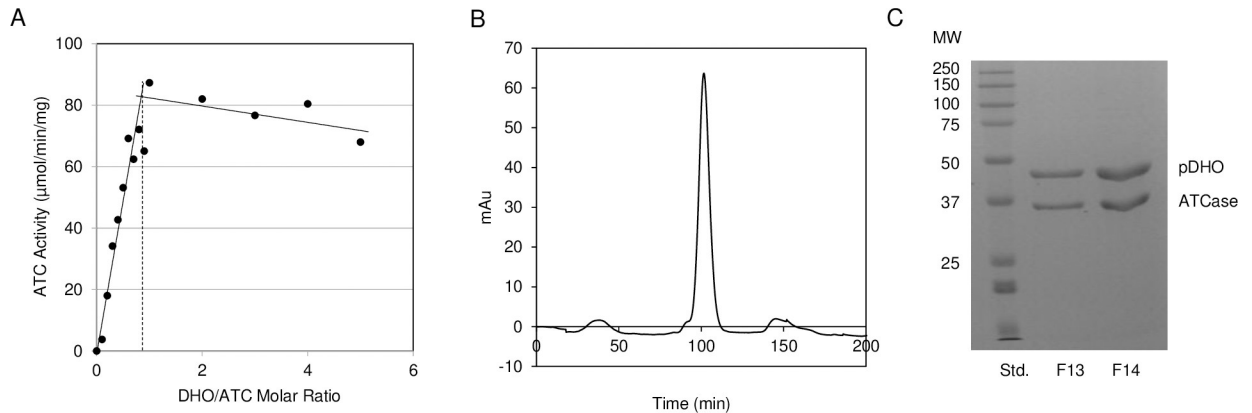 A
ATC Activity (µmol/min/mg)
100
80
60
40
20
0
0 2 4 6
DHO/ATC Molar Ratio
B
mAu
70
60
50
40
30
20
10
0
-10
0 50 100 150 200
Time (min)
C
MW
250
150
100
75
50
37
25
pDHO
ATCase
Std. F13 F14